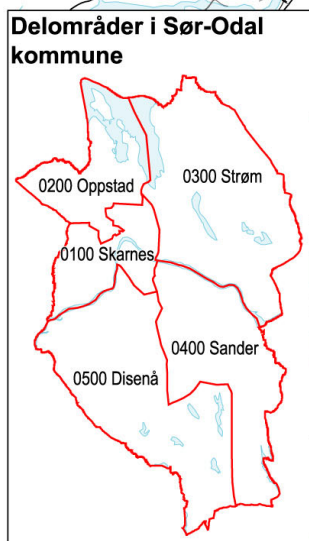 Delområder i Sør-Odal
kommune
0300 Strøm
0200 Oppstad
0100 Skarnes
0400 Sander
0500 Disenå